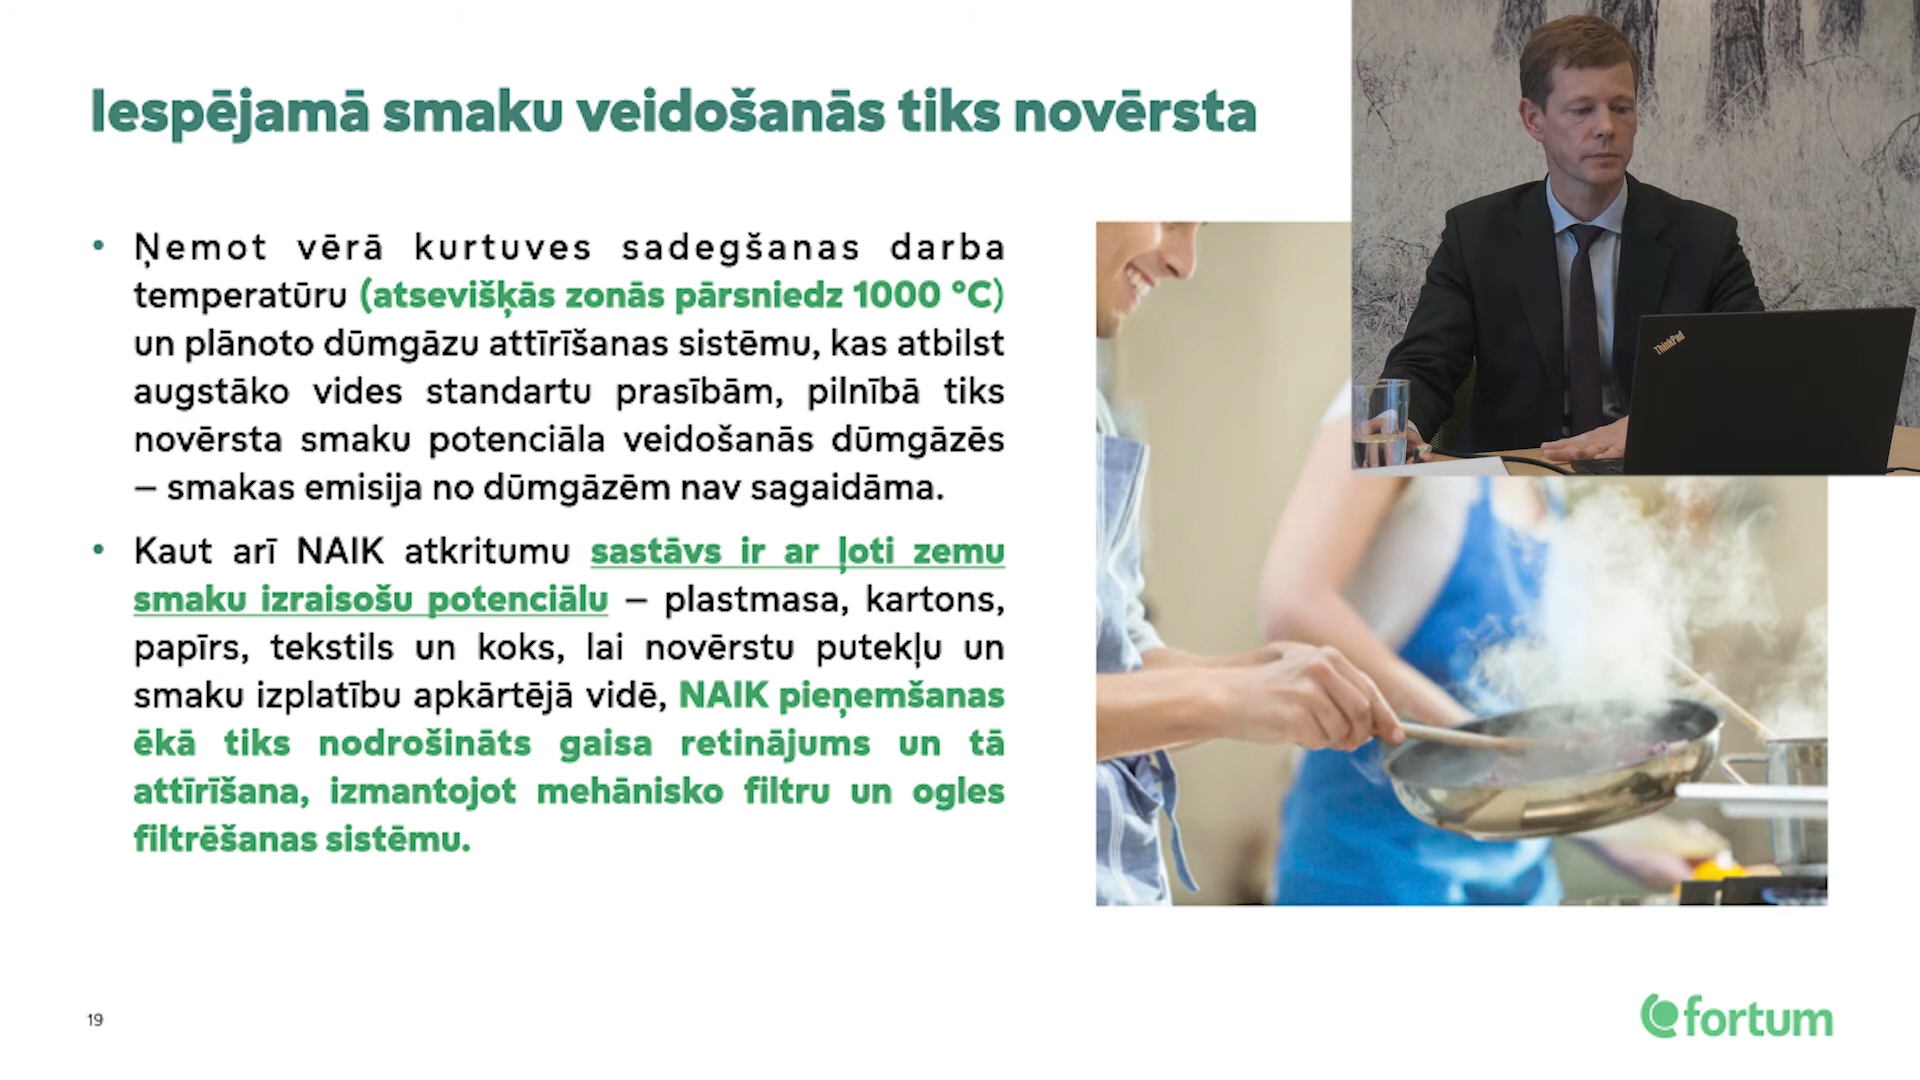 Iespējamā smaku veidošanās tiks novērsta
• Ņemot vērā kurtuves sadegšanas darba
temperatūru (atsevišķās zonās pārsniedz 1000 °C)
un plānoto dūmgāzu attīrīšanas sistēmu, kas atbilst
augstāko vides standartu prasībām, pilnībā tiks
novērsta smaku potenciāla veidošanās dūmgāzēs
– smakas emisija no dūmgāzēm nav sagaidāma.
• Kaut arī NAIK atkritumu sastāvs ir ar ļoti zemu
smaku izraisošu potenciālu – plastmasa, kartons,
papīrs, tekstils un koks, lai novērstu putekļu un
smaku izplatību apkārtējā vidē, NAIK pieņemšanas
ēkā tiks nodrošināts gaisa retinājums un tā
attīrīšana, izmantojot mehānisko filtru un ogles
filtrēšanas sistēmu.
ThinkPad
19
fortum